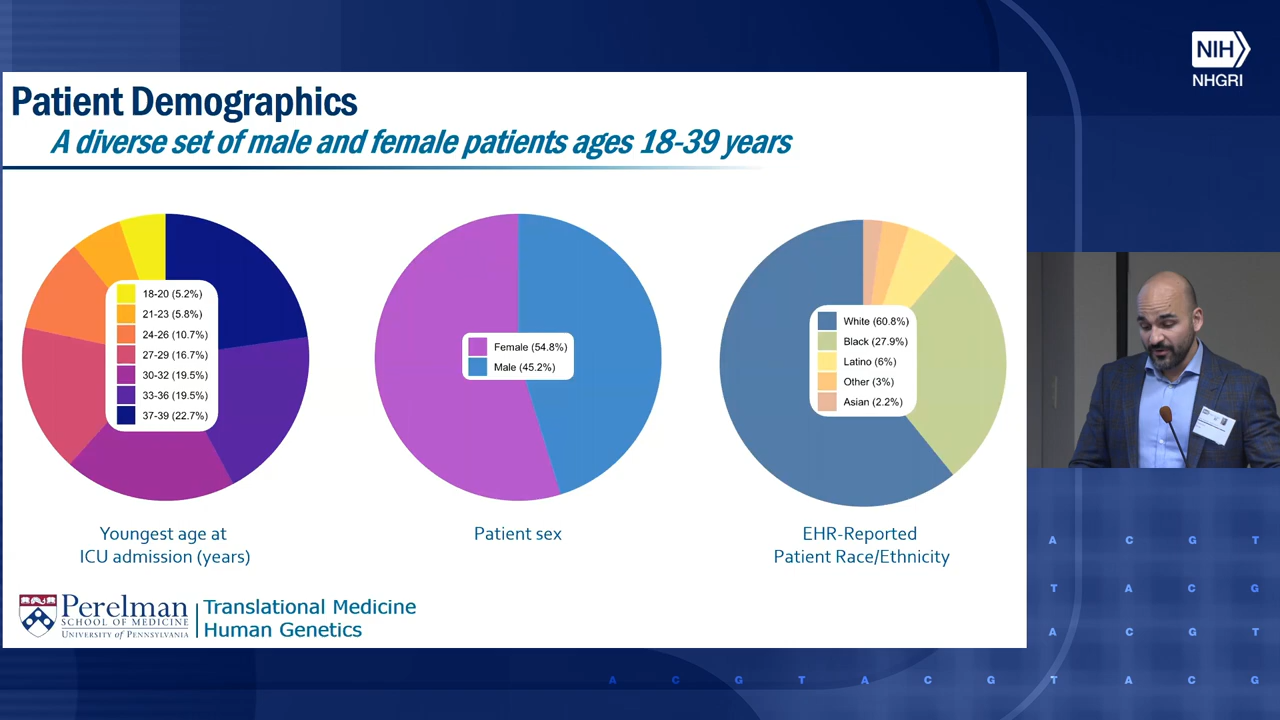 NIH
NHGRI
Patient Demographics
A diverse set of male and female patients ages 18-39 years
18-20 (5.2%)
21-23 (5.8%)
24-26 (10.7%)
27-29 (16.7%)
30-32 (19.5%)
33-36 (19.5%)
37-39 (22.7%)
Youngest age at
ICU admission (years)
Female (54.8%)
Male (45.2%)
Patient sex
White (60.8%)
Black (27.9%)
Latino (6%)
Other (3%)
Asian (2.2%)
EHR-Reported
Patient Race/Ethnicity
Perelman
SCHOOL OF MEDICINE
UNIVERSITY of PENNSYLVANIA
Translational Medicine
Human Genetics
A C G T
T A C G
A C G T
A C G T A C G T A C G